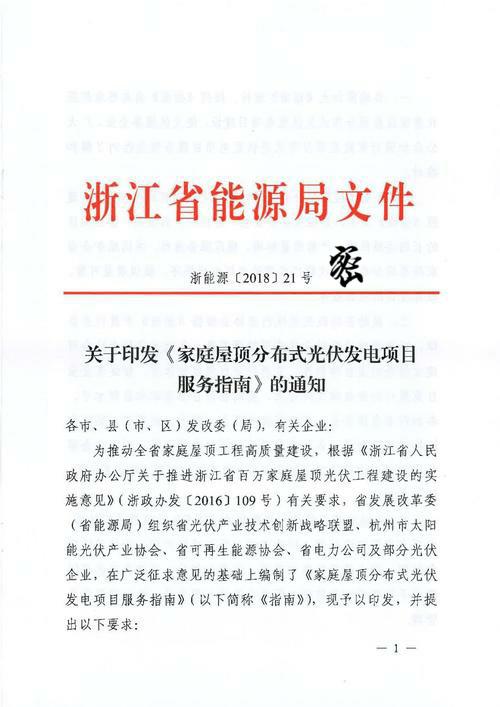 浙江省能源局文件
浙能源〔2018〕21号
密
关于印发《家庭屋顶分布式光伏发电项目
服务指南》的通知
各市、县（市、区）发改委（局），有关企业：
为推动全省家庭屋顶工程高质量建设，根据《浙江省人民
政府办公厅关于推进浙江省百万家庭屋顶光伏工程建设的实
施意见》（浙政办发〔2016〕109号）有关要求，省发展改革委
（省能源局）组织省光伏产业技术创新战略联盟、杭州市太阳
能光伏产业协会、省可再生能源协会、省电力公司及部分光伏
企业，在广泛征求意见的基础上编制了《家庭屋顶分布式光伏
发电项目服务指南》（以下简称《指南》），现予以印发，并提
出以下要求：
— 1 —